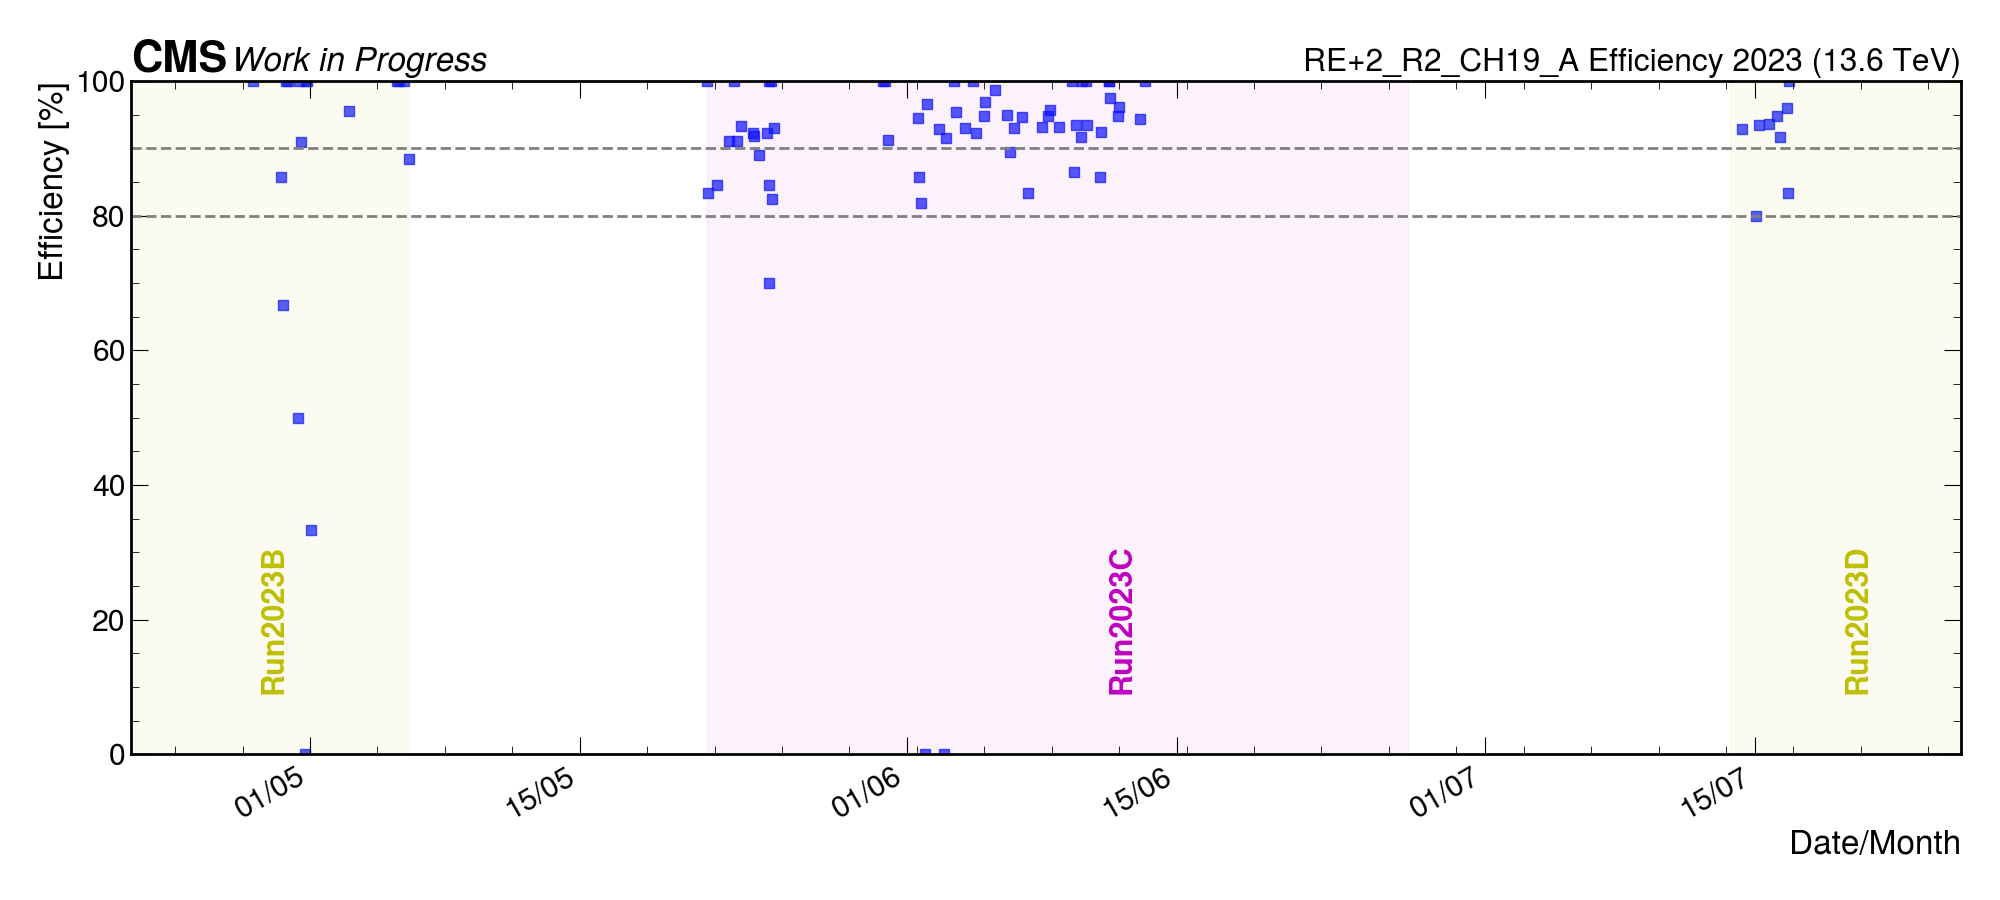 CMS Work in Progress
RE+2_R2_CH19_A Efficiency 2023 (13.6 TeV)
Efficiency [%]
100
80
60
40
20
0
Run2023B
Run2023C
Run2023D
01/05
15/05
01/06
15/06
01/07
15/07
Date/Month